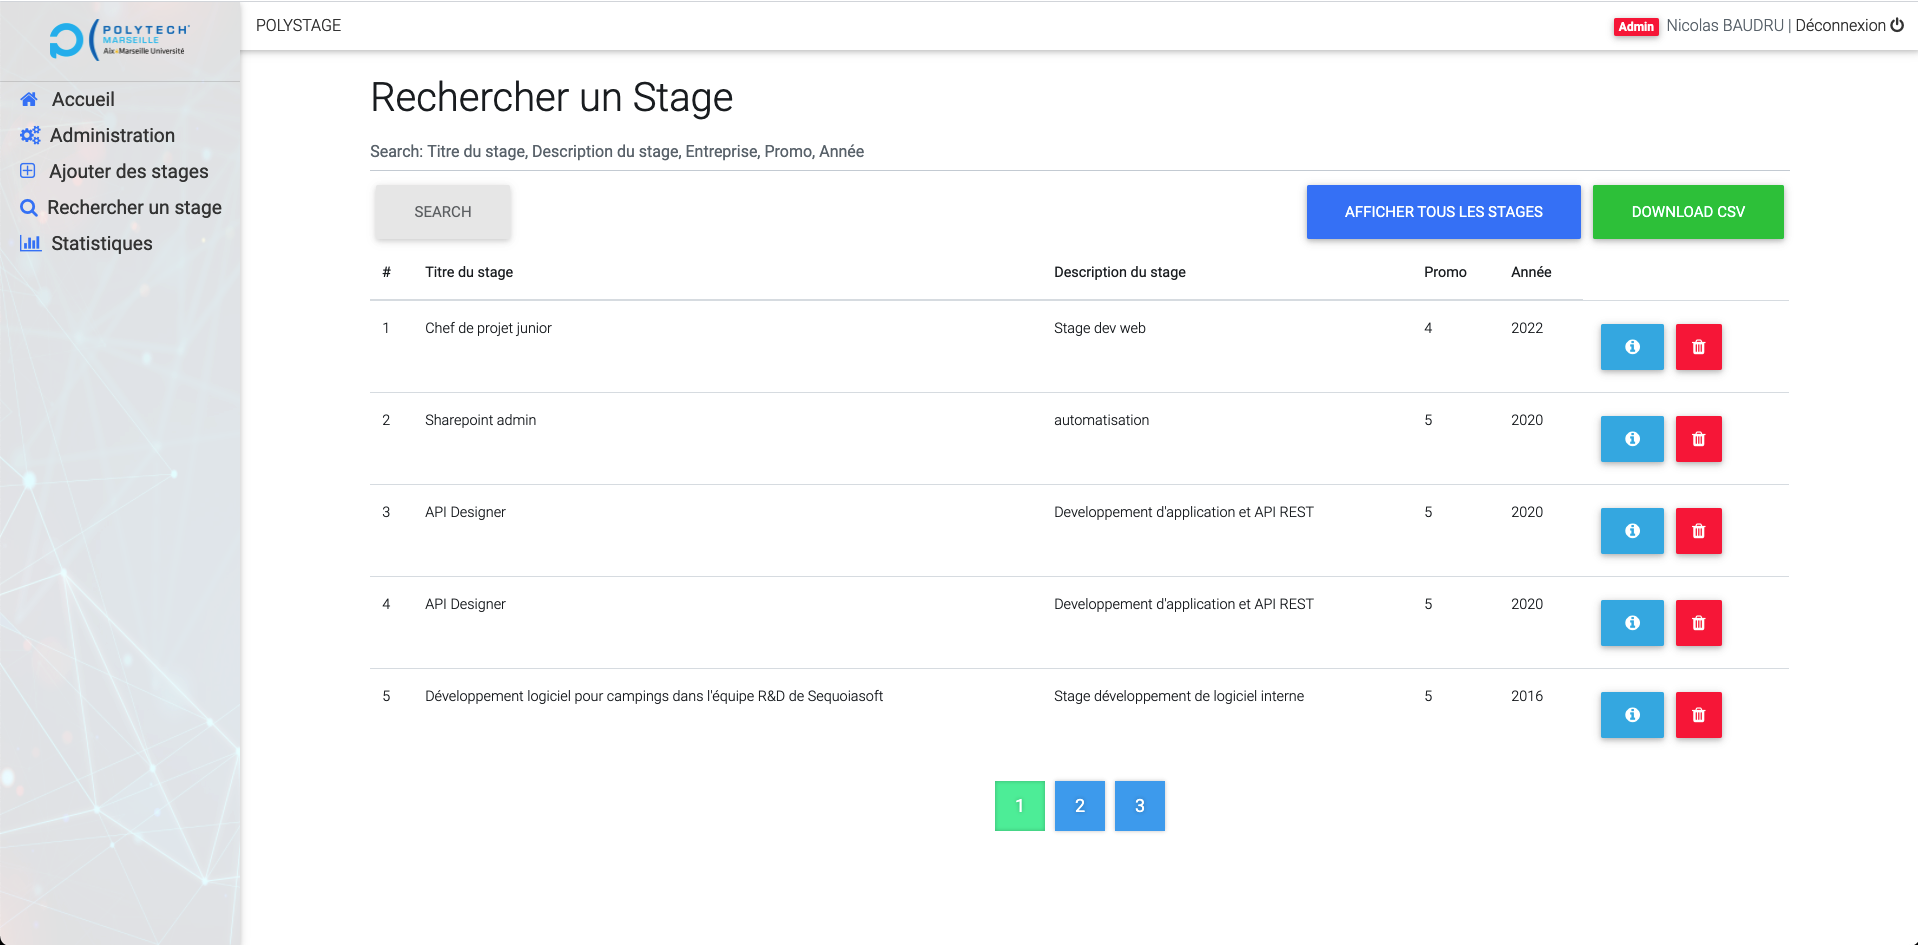 POLYTECH
MARSEILLE
Aix*Marseille Université
POLYSTAGE
Admin Nicolas BAUDRU | Déconnexion
Accueil
Administration
Ajouter des stages
Rechercher un stage
Statistiques
Rechercher un Stage
Search: Titre du stage, Description du stage, Entreprise, Promo, Année
SEARCH AFFICHER TOUS LES STAGES DOWNLOAD CSV
# Titre du stage Description du stage Promo Année
1 Chef de projet junior Stage dev web 4 2022
2 Sharepoint admin automatisation 5 2020
3 API Designer Developpement d'application et API REST 5 2020
4 API Designer Developpement d'application et API REST 5 2020
5 Développement logiciel pour campings dans l'équipe R&D de Sequoiasoft Stage développement de logiciel interne 5 2016
1 2 3